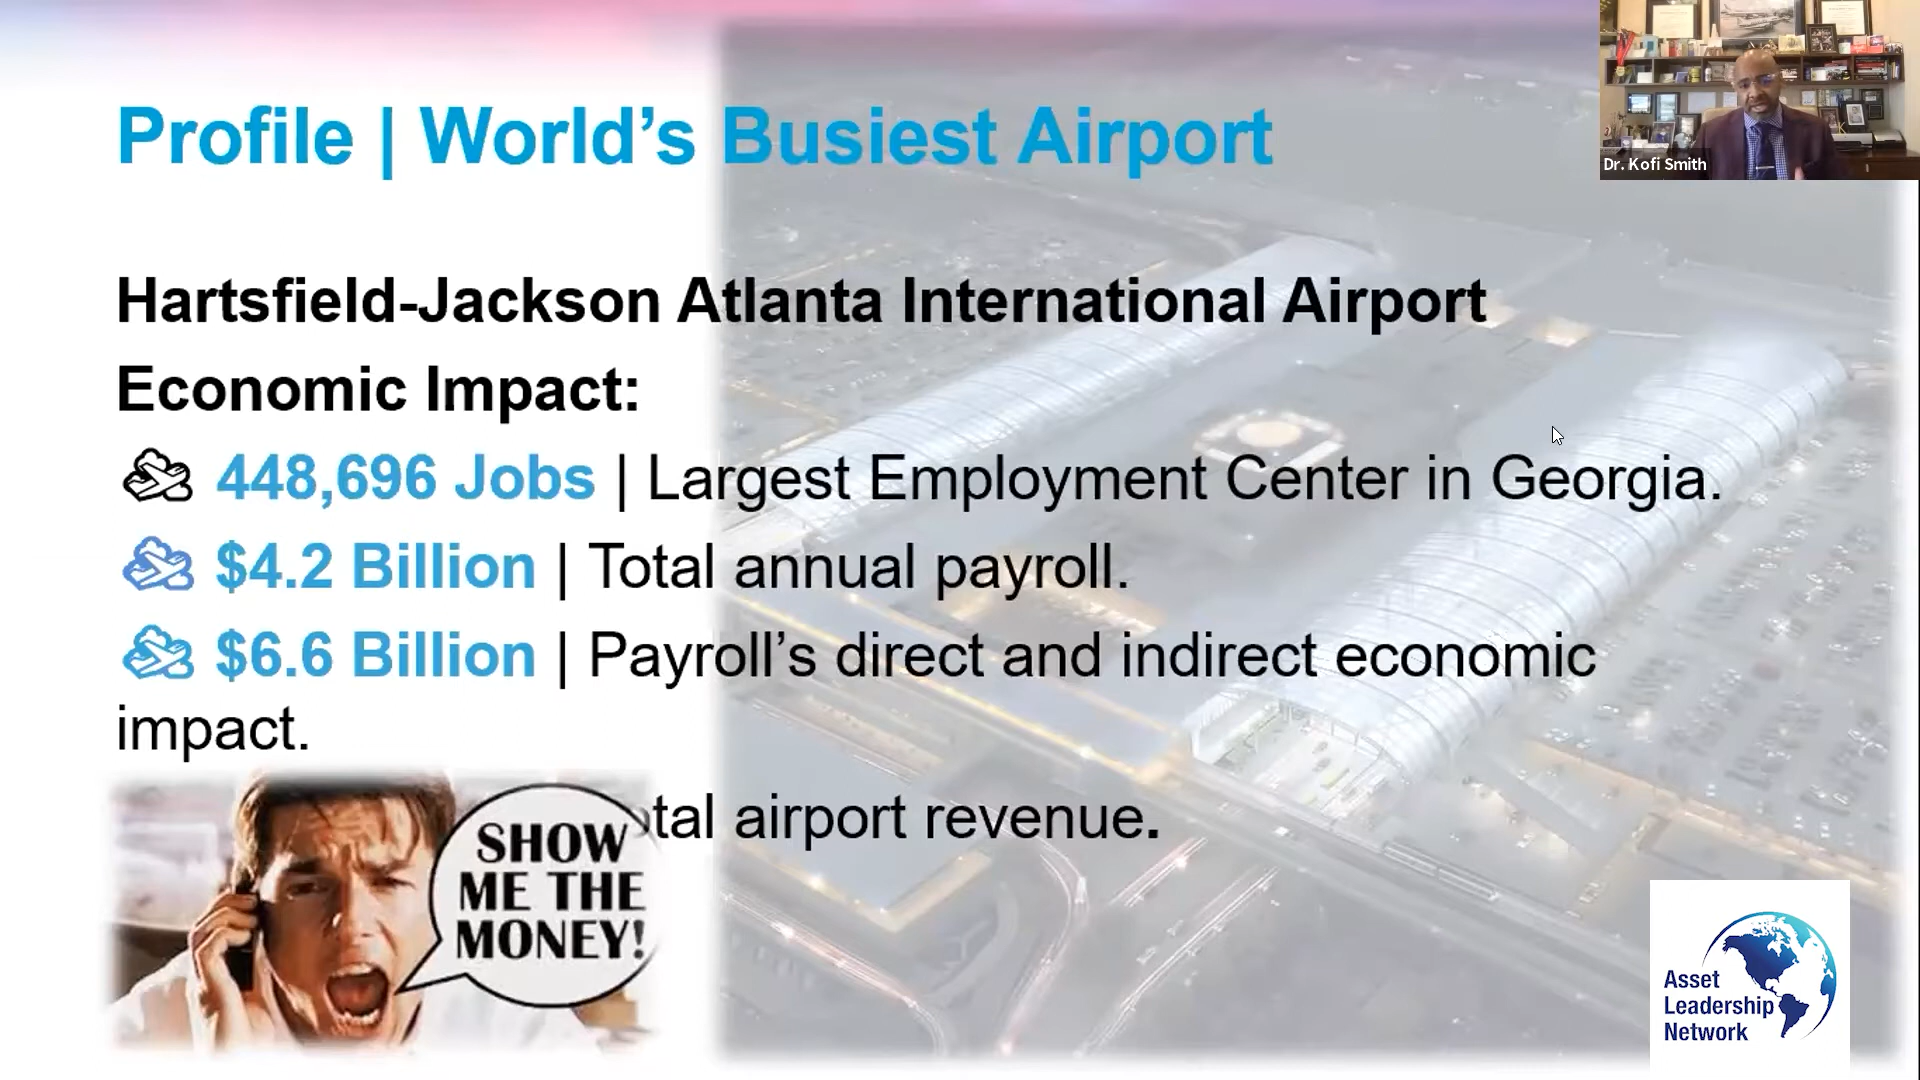 Profile | World's Busiest Airport
Dr. Kofi Smith
Hartsfield-Jackson Atlanta International Airport
Economic Impact:
448,696 Jobs | Largest Employment Center in Georgia.
$4.2 Billion | Total annual payroll.
$6.6 Billion | Payroll's direct and indirect economic
impact.
airport revenue.
SHOW
ME THE
MONEY!
Asset
Leadership
Network